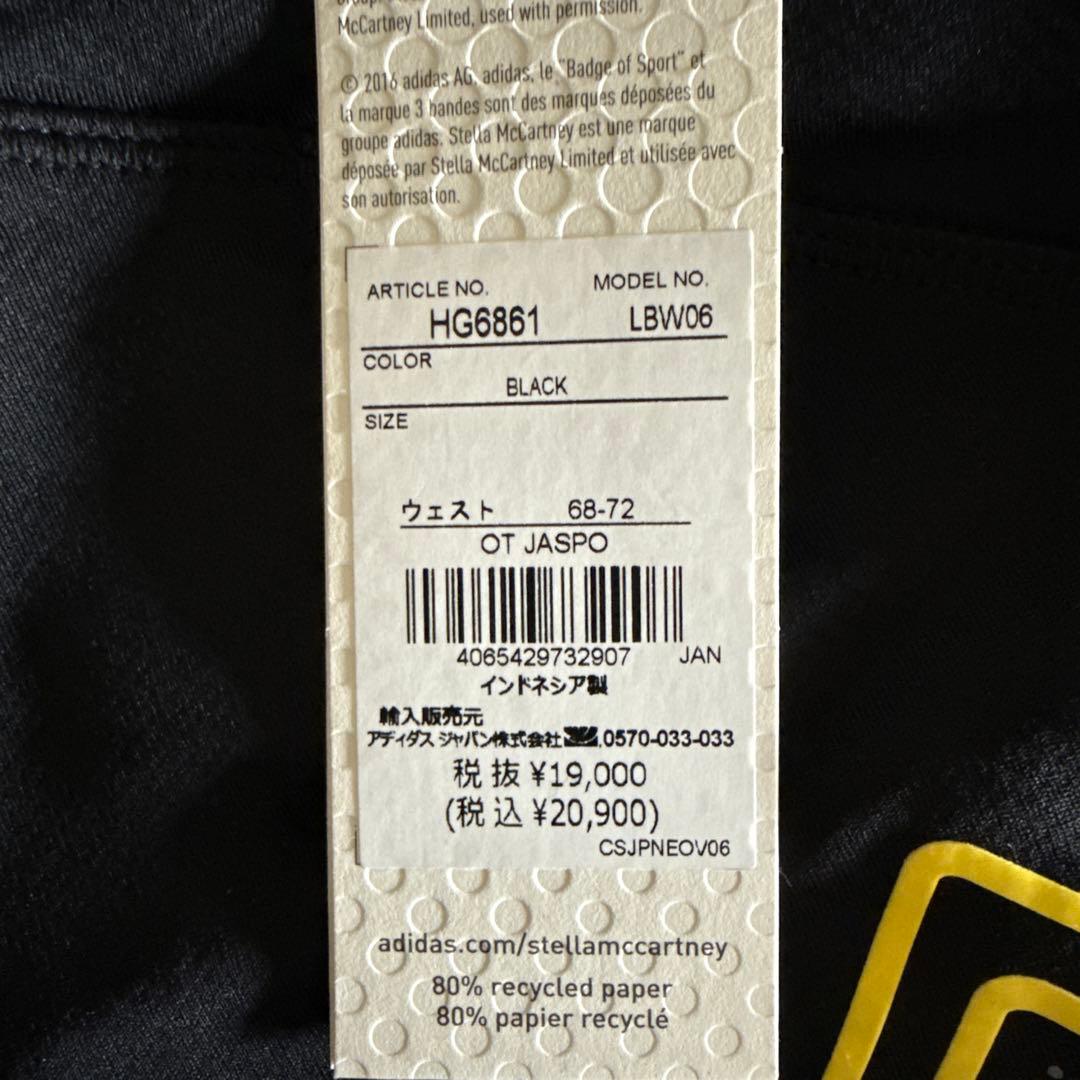 McCartney Limited, used with permission.
© 2016 adidas AG. adidas, le "Badge of Sport" et
la marque 3 bandes sont des marques déposées du
groupe adidas. Stella McCartney est une marque
déposée par Stella McCartney Limited et utilisée avec
son autorisation.
ARTICLE NO. MODEL NO.
HG6861 LBW06
COLOR
BLACK
SIZE
ウェスト 68-72
OT JASPO
4065429732907 JAN
インドネシア製
輸入販売元
アディダス ジャパン株式会社 0570-033-033
税抜 ¥19,000
(税込 ¥20,900)
CSJPNEOV06
adidas.com/stellamccartney
80% recycled paper
80% papier recyclé